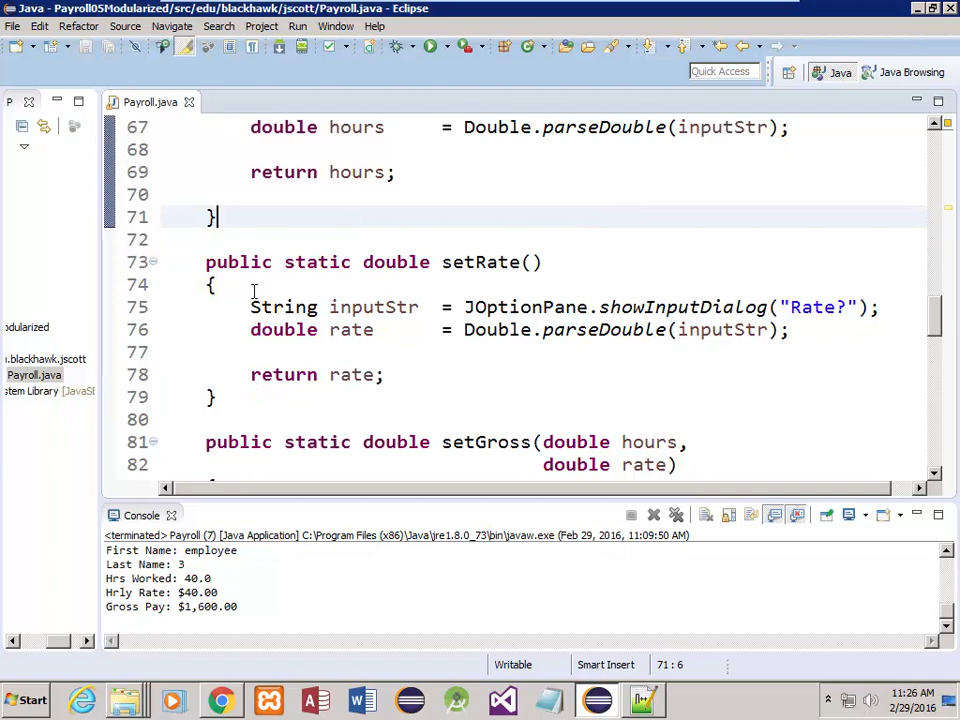 Java - Payroll05Modularized/src/edu/blackhawk/jscott/Payroll.java - Eclipse
File Edit Refactor Source Navigate Search Project Run Window Help
Quick Access
Java
Java Browsing
P
Payroll.java
67 double hours = Double.parseDouble(inputStr);
68
69 return hours;
70
71 }
72
73 public static double setRate()
74 {
75 String inputStr = JOptionPane.showInputDialog("Rate?");
76 double rate = Double.parseDouble(inputStr);
77
78 return rate;
79 }
80
81 public static double setGross(double hours,
82 double rate)
odularized
u.blackhawk.jscott
Payroll.java
stem Library [JavaSE
Console
<terminated> Payroll (7) [Java Application] C:\Program Files (x86)\Java\jre1.8.0_73\bin\javaw.exe (Feb 29, 2016, 11:09:50 AM)
First Name: employee
Last Name: 3
Hrs Worked: 40.0
Hrly Rate: $40.00
Gross Pay: $1,600.00
Writable
Smart Insert
71 : 6
Start
11:26 AM
2/29/2016